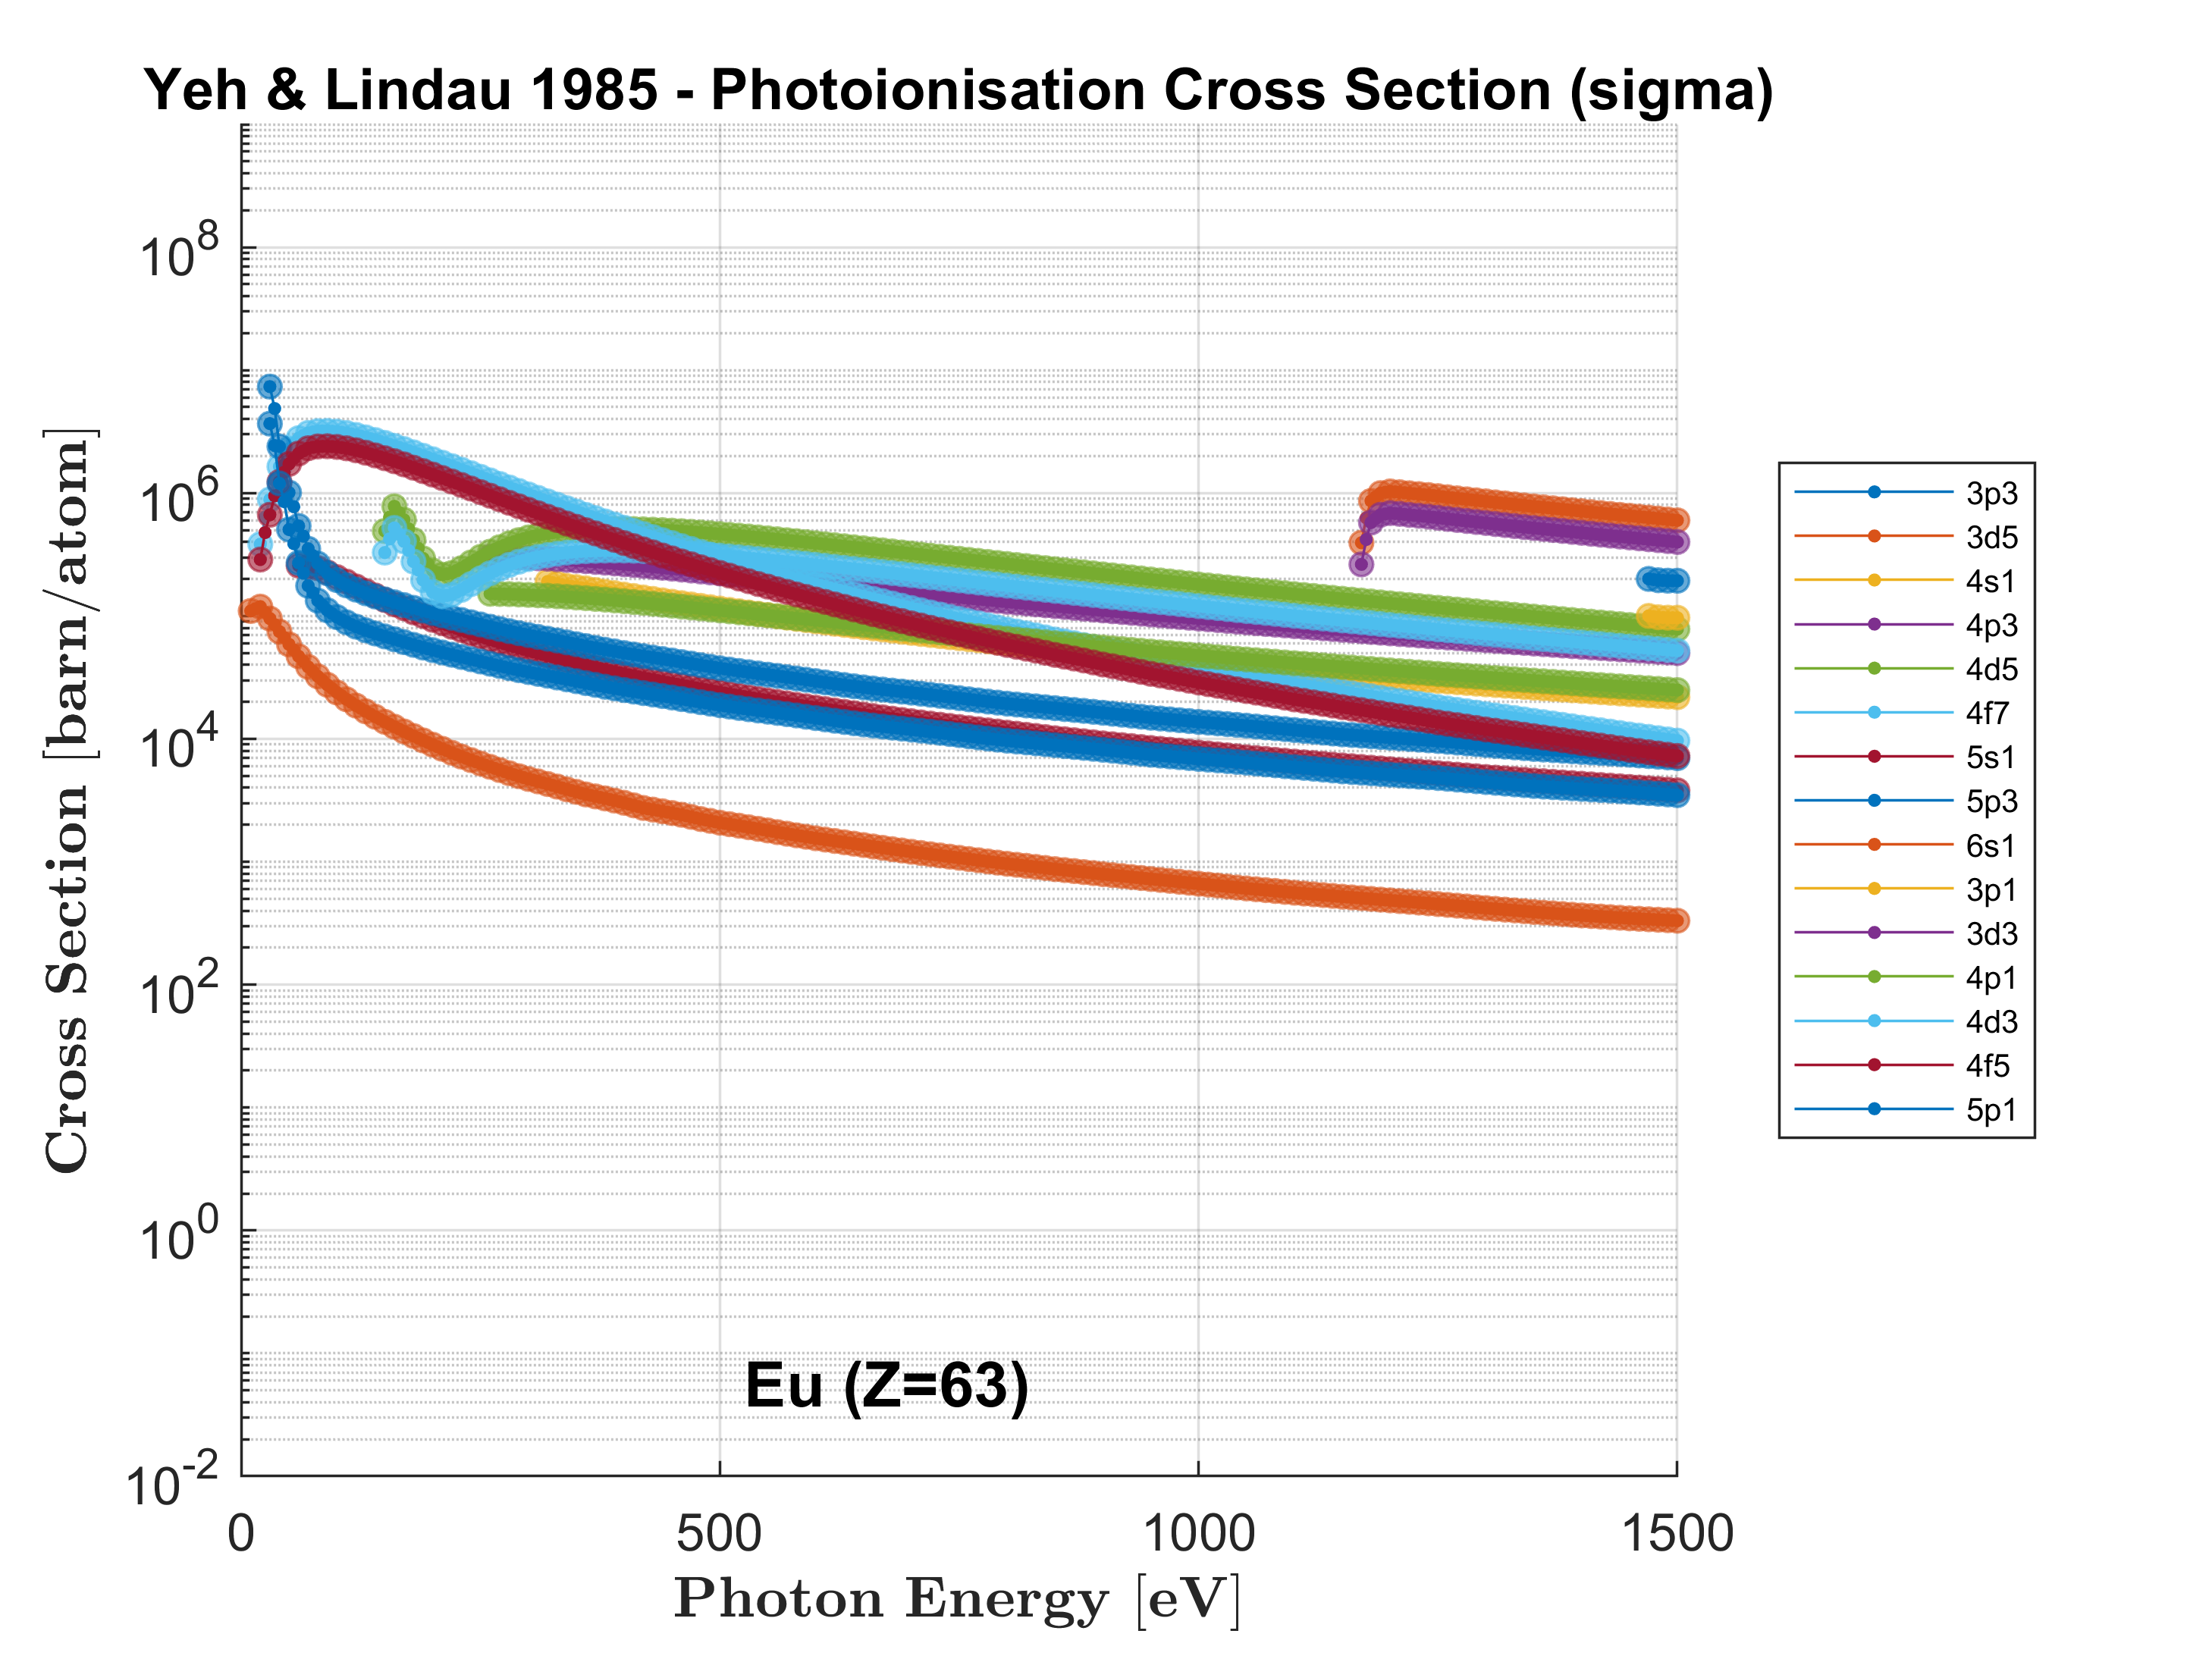 Yeh & Lindau 1985 - Photoionisation Cross Section (sigma)
Cross Section [barn/atom]
10^8
10^6
10^4
10^2
10^0
10^-2
0 500 1000 1500
Photon Energy [eV]
Eu (Z=63)
3p3
3d5
4s1
4p3
4d5
4f7
5s1
5p3
6s1
3p1
3d3
4p1
4d3
4f5
5p1